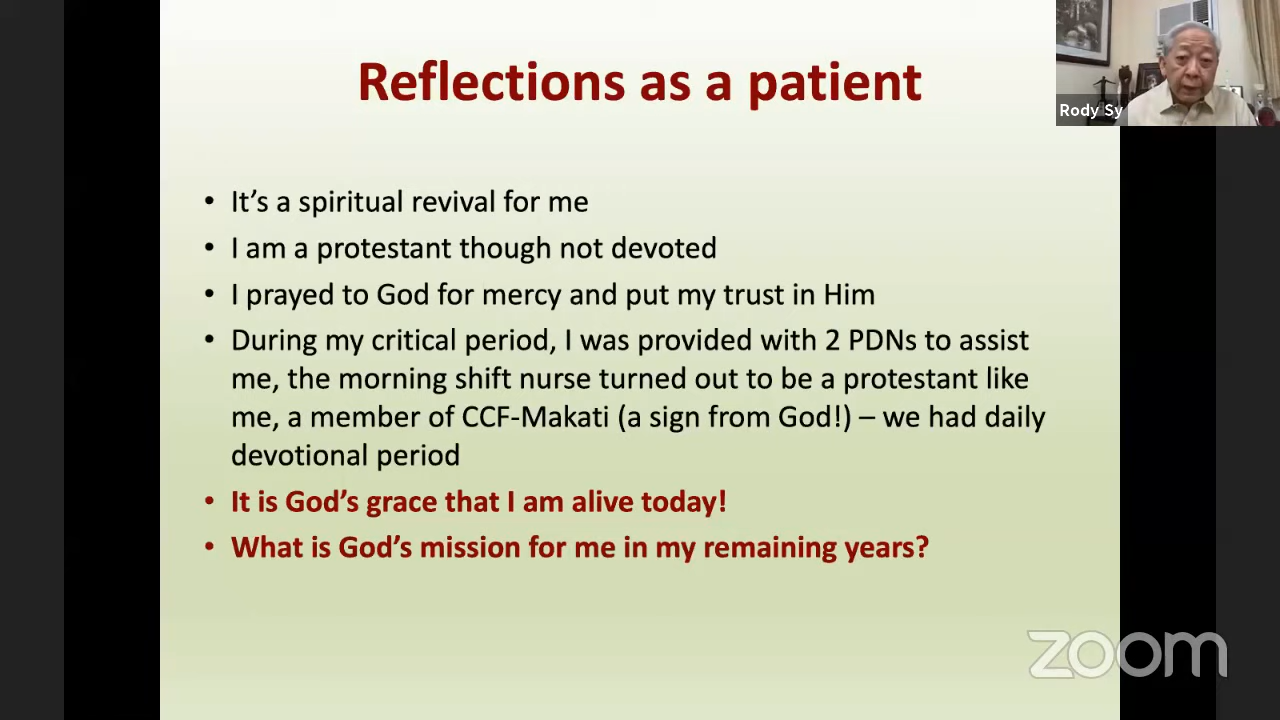 Reflections as a patient
Rody Sy
• It’s a spiritual revival for me
• I am a protestant though not devoted
• I prayed to God for mercy and put my trust in Him
• During my critical period, I was provided with 2 PDNs to assist
me, the morning shift nurse turned out to be a protestant like
me, a member of CCF-Makati (a sign from God!) – we had daily
devotional period
• It is God’s grace that I am alive today!
• What is God’s mission for me in my remaining years?
zoom